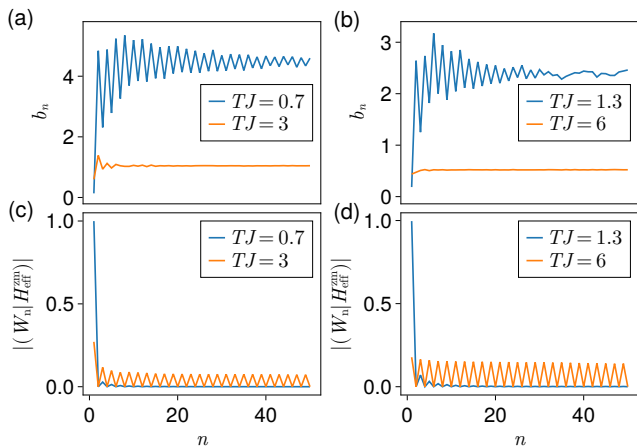 (a)
b_n
4
2
0
TJ = 0.7
TJ = 3
(b)
b_n
3
2
1
0
TJ = 1.3
TJ = 6
(c)
|(W_n|H_eff^zm)|
1.0
0.5
0.0
TJ = 0.7
TJ = 3
0 20 40
n
(d)
|(W_n|H_eff^zm)|
1.0
0.5
0.0
TJ = 1.3
TJ = 6
0 20 40
n